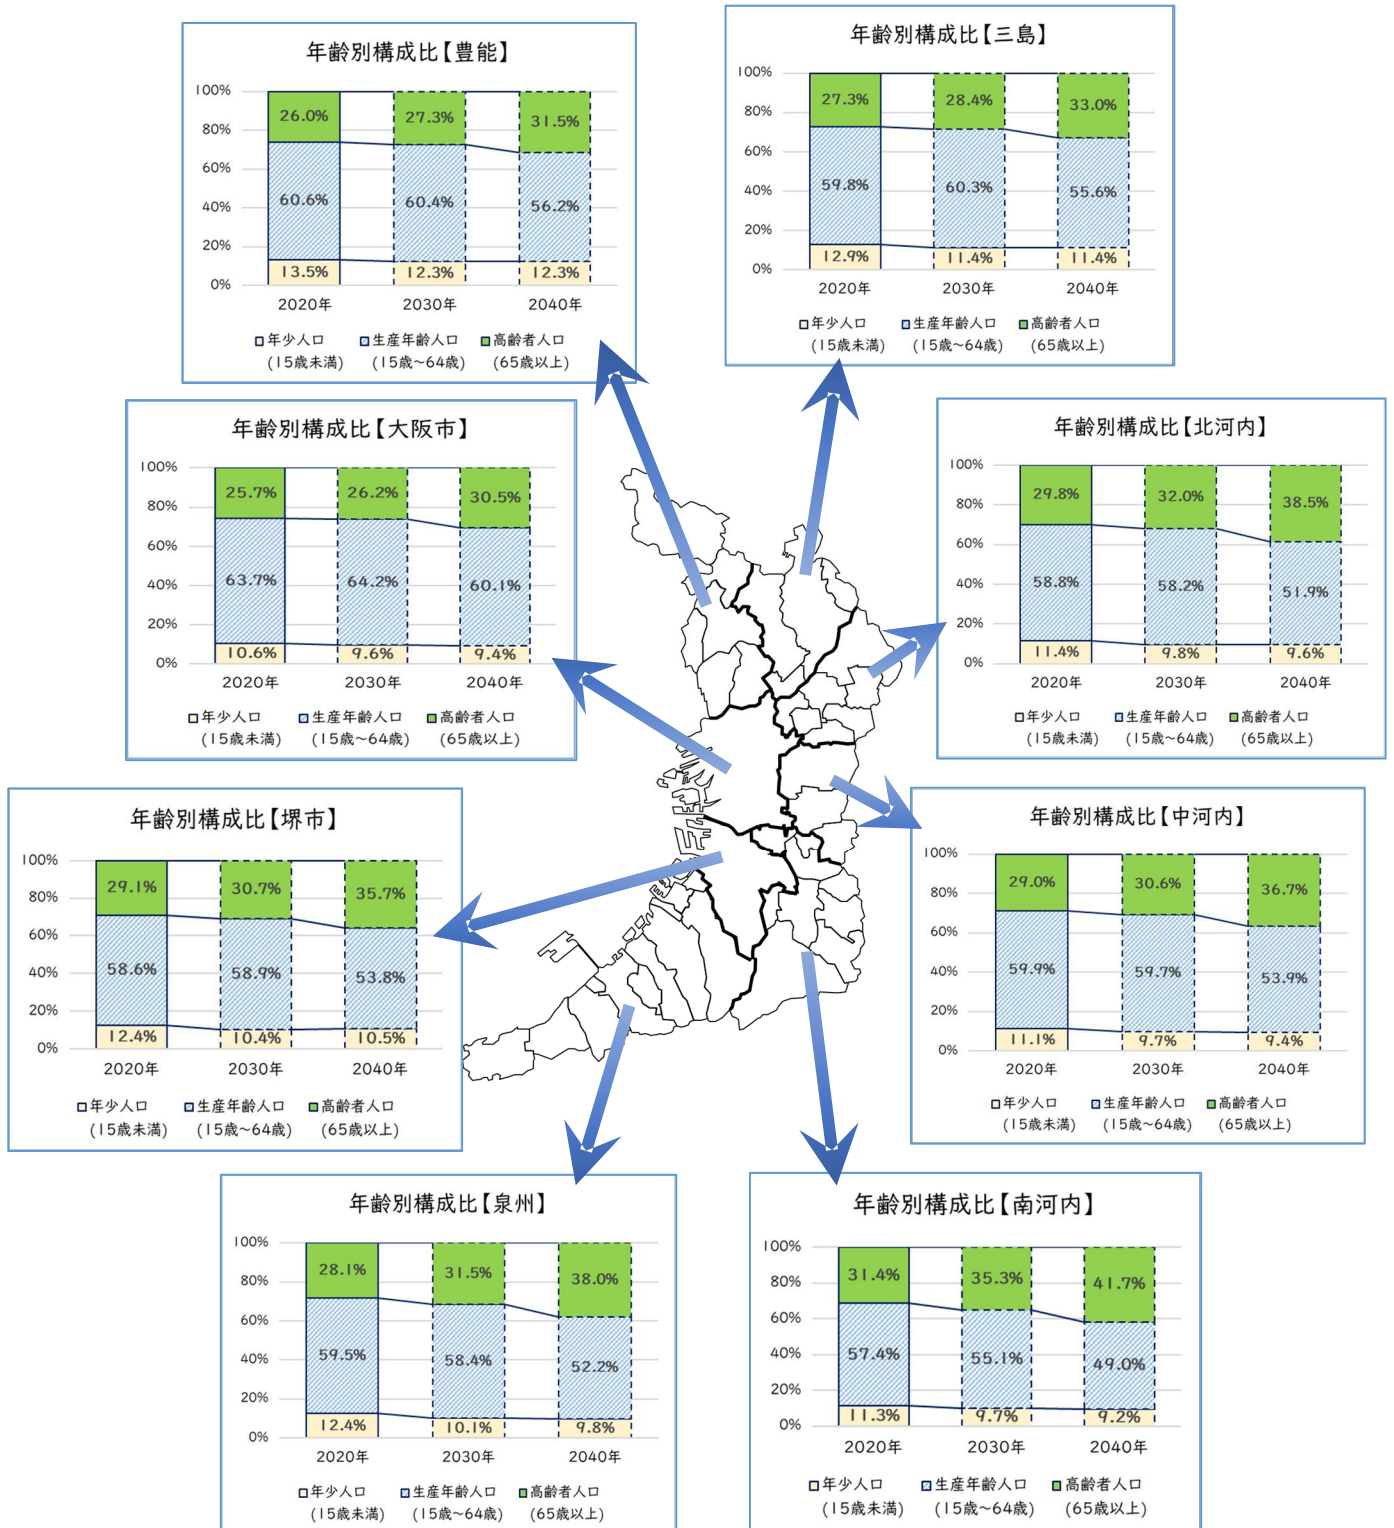 年齢別構成比【豊能】
100%
80%
60%
40%
20%
0%
26.0%
27.3%
31.5%
60.6%
60.4%
56.2%
13.5%
12.3%
12.3%
2020年
2030年
2040年
年少人口
(15歳未満)
生産年齢人口
(15歳～64歳)
高齢者人口
(65歳以上)
年齢別構成比【三島】
100%
80%
60%
40%
20%
0%
27.3%
28.4%
33.0%
59.8%
60.3%
55.6%
12.9%
11.4%
11.4%
2020年
2030年
2040年
年少人口
(15歳未満)
生産年齢人口
(15歳～64歳)
高齢者人口
(65歳以上)
年齢別構成比【大阪市】
100%
80%
60%
40%
20%
0%
25.7%
26.2%
30.5%
63.7%
64.2%
60.1%
10.6%
9.6%
9.4%
2020年
2030年
2040年
年少人口
(15歳未満)
生産年齢人口
(15歳～64歳)
高齢者人口
(65歳以上)
年齢別構成比【北河内】
100%
80%
60%
40%
20%
0%
29.8%
32.0%
38.5%
58.8%
58.2%
51.9%
11.4%
9.8%
9.6%
2020年
2030年
2040年
年少人口
(15歳未満)
生産年齢人口
(15歳～64歳)
高齢者人口
(65歳以上)
年齢別構成比【堺市】
100%
80%
60%
40%
20%
0%
29.1%
30.7%
35.7%
58.6%
58.9%
53.8%
12.4%
10.4%
10.5%
2020年
2030年
2040年
年少人口
(15歳未満)
生産年齢人口
(15歳～64歳)
高齢者人口
(65歳以上)
年齢別構成比【中河内】
100%
80%
60%
40%
20%
0%
29.0%
30.6%
36.7%
59.9%
59.7%
53.9%
11.1%
9.7%
9.4%
2020年
2030年
2040年
年少人口
(15歳未満)
生産年齢人口
(15歳～64歳)
高齢者人口
(65歳以上)
年齢別構成比【泉州】
100%
80%
60%
40%
20%
0%
28.1%
31.5%
38.0%
59.5%
58.4%
52.2%
12.4%
10.1%
9.8%
2020年
2030年
2040年
年少人口
(15歳未満)
生産年齢人口
(15歳～64歳)
高齢者人口
(65歳以上)
年齢別構成比【南河内】
100%
80%
60%
40%
20%
0%
31.4%
35.3%
41.7%
57.4%
55.1%
49.0%
11.3%
9.7%
9.2%
2020年
2030年
2040年
年少人口
(15歳未満)
生産年齢人口
(15歳～64歳)
高齢者人口
(65歳以上)